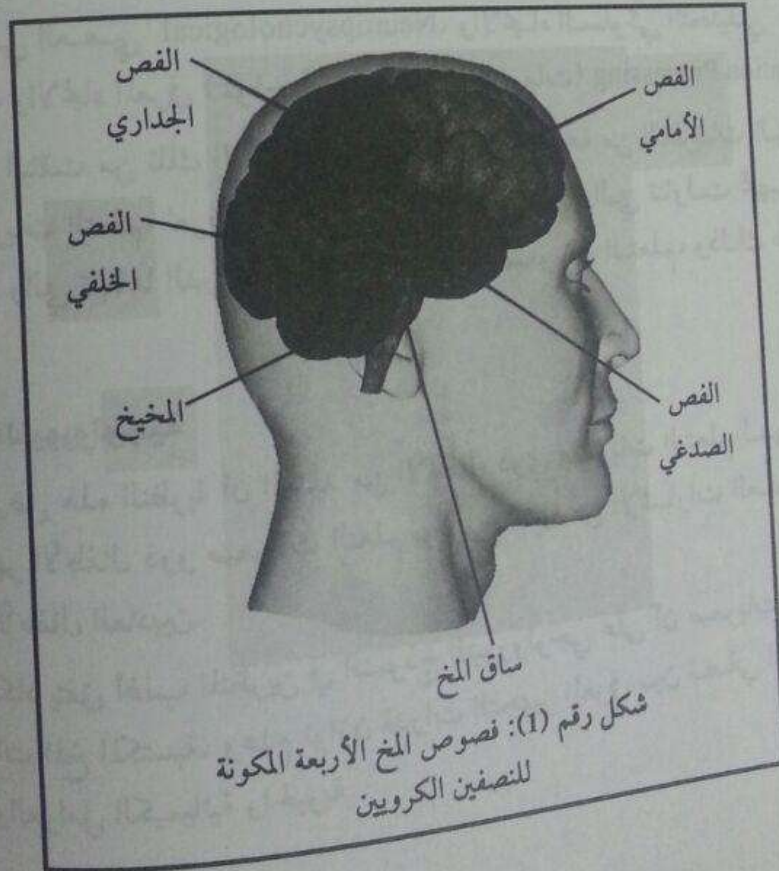 الفص
الجداري
الفص
الأمامي
الفص
الخلفي
المخيخ
الفص
الصدغي
ساق المخ
شكل رقم (1): فصوص المخ الأربعة المكونة
للنصفين الكرويين